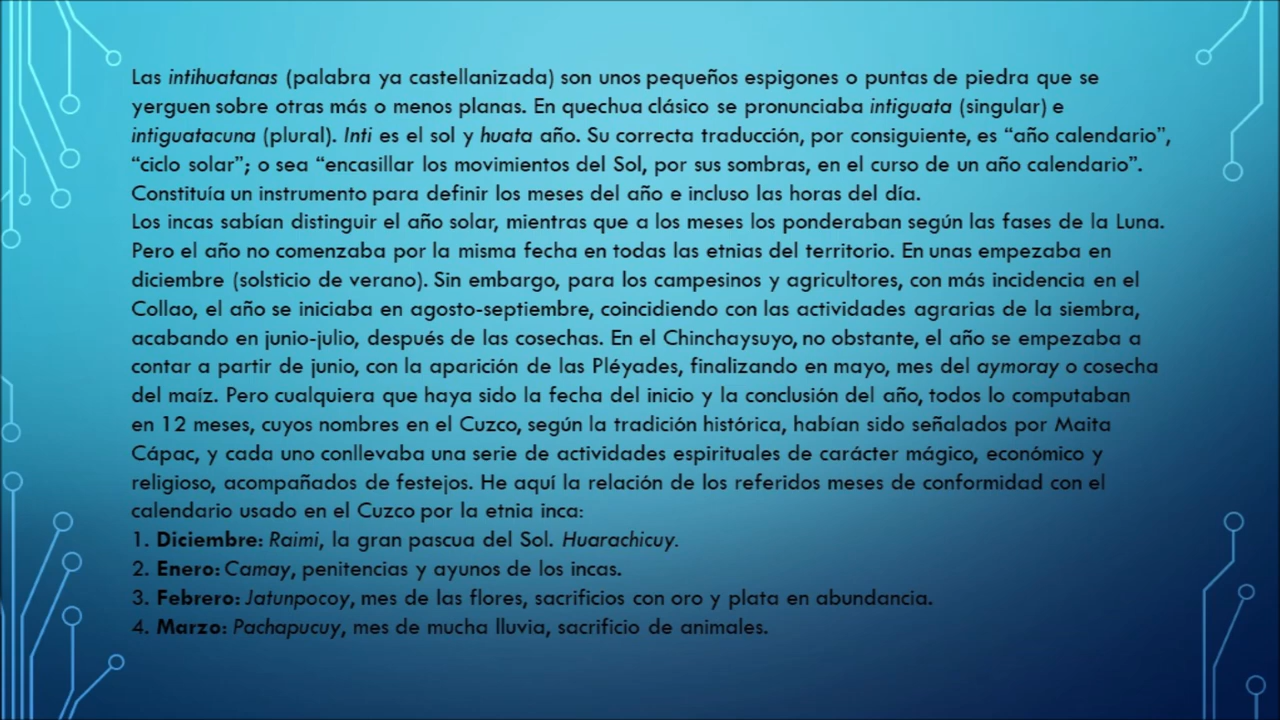 Las intihuatanas (palabra ya castellanizada) son unos pequeños espigones o puntas de piedra que se
yerguen sobre otras más o menos planas. En quechua clásico se pronunciaba intiguata (singular) e
intiguatacuna (plural). Inti es el sol y huata año. Su correcta traducción, por consiguiente, es “año calendario”,
“ciclo solar”; o sea “encasillar los movimientos del Sol, por sus sombras, en el curso de un año calendario”.
Constituía un instrumento para definir los meses del año e incluso las horas del día.
Los incas sabían distinguir el año solar, mientras que a los meses los ponderaban según las fases de la Luna.
Pero el año no comenzaba por la misma fecha en todas las etnias del territorio. En unas empezaba en
diciembre (solsticio de verano). Sin embargo, para los campesinos y agricultores, con más incidencia en el
Collao, el año se iniciaba en agosto-septiembre, coincidiendo con las actividades agrarias de la siembra,
acabando en junio-julio, después de las cosechas. En el Chinchaysuyo, no obstante, el año se empezaba a
contar a partir de junio, con la aparición de las Pléyades, finalizando en mayo, mes del aymoray o cosecha
del maíz. Pero cualquiera que haya sido la fecha del inicio y la conclusión del año, todos lo computaban
en 12 meses, cuyos nombres en el Cuzco, según la tradición histórica, habían sido señalados por Maita
Cápac, y cada uno conllevaba una serie de actividades espirituales de carácter mágico, económico y
religioso, acompañados de festejos. He aquí la relación de los referidos meses de conformidad con el
calendario usado en el Cuzco por la etnia inca:
1. Diciembre: Raimi, la gran pascua del Sol. Huarachicuy.
2. Enero: Camay, penitencias y ayunos de los incas.
3. Febrero: Jatunpocoy, mes de las flores, sacrificios con oro y plata en abundancia.
4. Marzo: Pachapucuy, mes de mucha lluvia, sacrificio de animales.